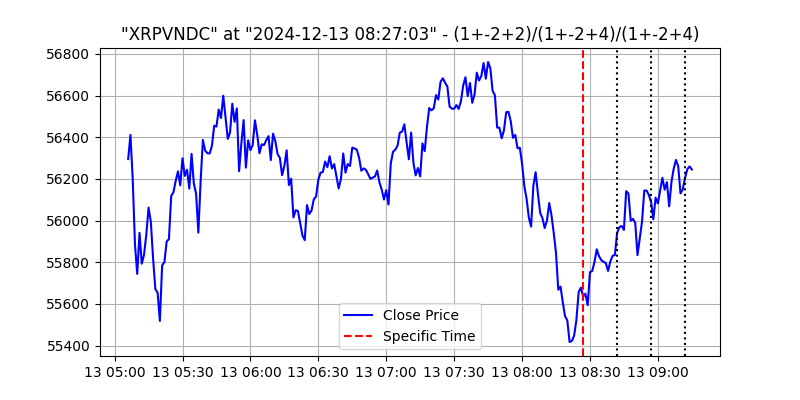 "XRPVNDC" at "2024-12-13 08:27:03" - (1+-2+2)/(1+-2+4)/(1+-2+4)
56800
56600
56400
56200
56000
55800
55600
55400
Close Price
Specific Time
13 05:00 13 05:30 13 06:00 13 06:30 13 07:00 13 07:30 13 08:00 13 08:30 13 09:00